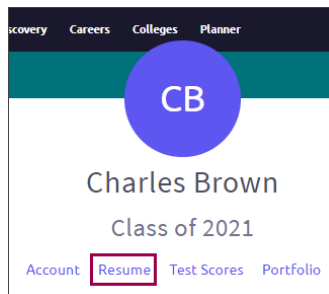 scovery Careers Colleges Planner
CB
Charles Brown
Class of 2021
Account Resume Test Scores Portfolio